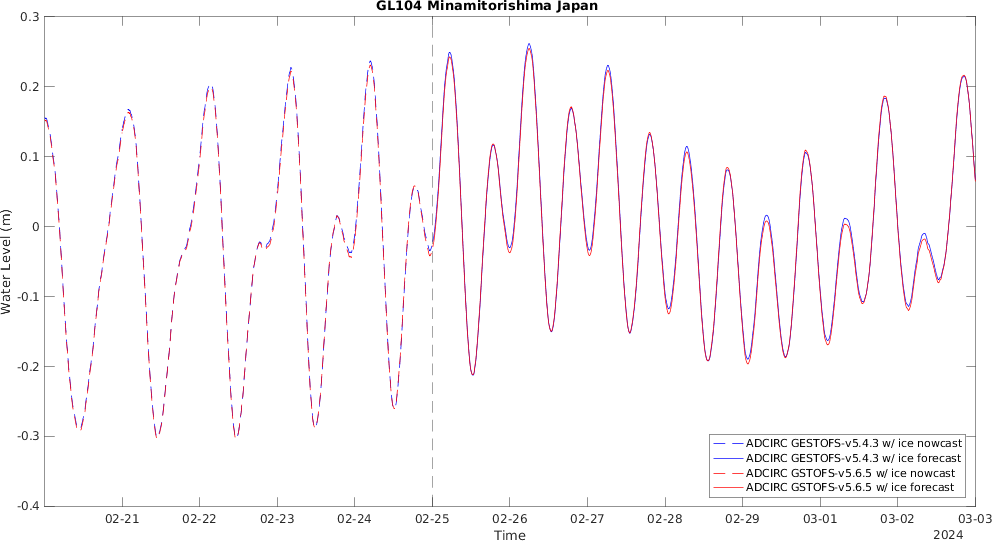 GL104 Minamitorishima Japan
0.3
0.2
0.1
0
-0.1
-0.2
-0.3
-0.4
Water Level (m)
ADCIRC GESTOFS-v5.4.3 w/ ice nowcast
ADCIRC GESTOFS-v5.4.3 w/ ice forecast
ADCIRC GSTOFS-v5.6.5 w/ ice nowcast
ADCIRC GSTOFS-v5.6.5 w/ ice forecast
02-21 02-22 02-23 02-24 02-25 02-26 02-27 02-28 02-29 03-01 03-02 03-03
Time
2024